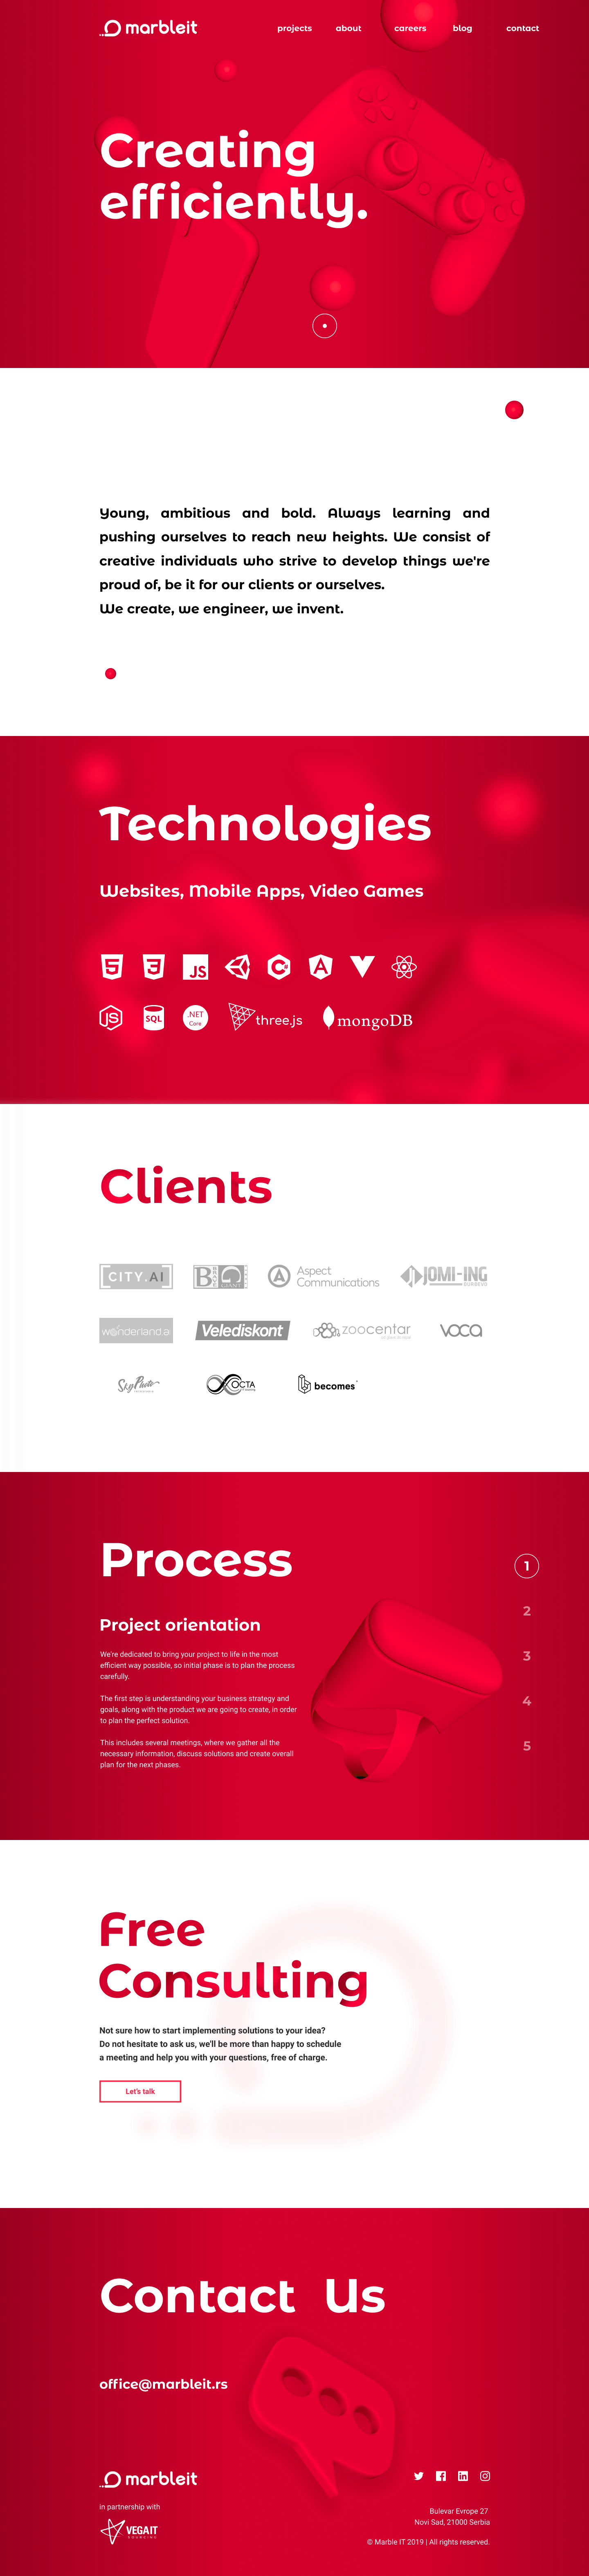 marbleit
projects about careers blog contact
Creating
efficiently.
Young, ambitious and bold. Always learning and
pushing ourselves to reach new heights. We consist of
creative individuals who strive to develop things we're
proud of, be it for our clients or ourselves.
We create, we engineer, we invent.
Technologies
Websites, Mobile Apps, Video Games
5 3 JS C# A
JS SQL .NET Core three.js mongoDB
Clients
CITY.AI B G Aspect Communications JOMI-ING
wonderland.a Velediskont zoocentar VOCA
SkyPhoto OCTA becomes
Process
1
Project orientation
2
We're dedicated to bring your project to life in the most
efficient way possible, so initial phase is to plan the process
carefully.
3
The first step is understanding your business strategy and
goals, along with the product we are going to create, in order
to plan the perfect solution.
4
This includes several meetings, where we gather all the
necessary information, discuss solutions and create overall
plan for the next phases.
5
Free
Consulting
Not sure how to start implementing solutions to your idea?
Do not hesitate to ask us, we'll be more than happy to schedule
a meeting and help you with your questions, free of charge.
Let's talk
Contact Us
office@marbleit.rs
marbleit
in partnership with
VEGAIT
SOURCING
Bulevar Evrope 27
Novi Sad, 21000 Serbia
© Marble IT 2019 | All rights reserved.